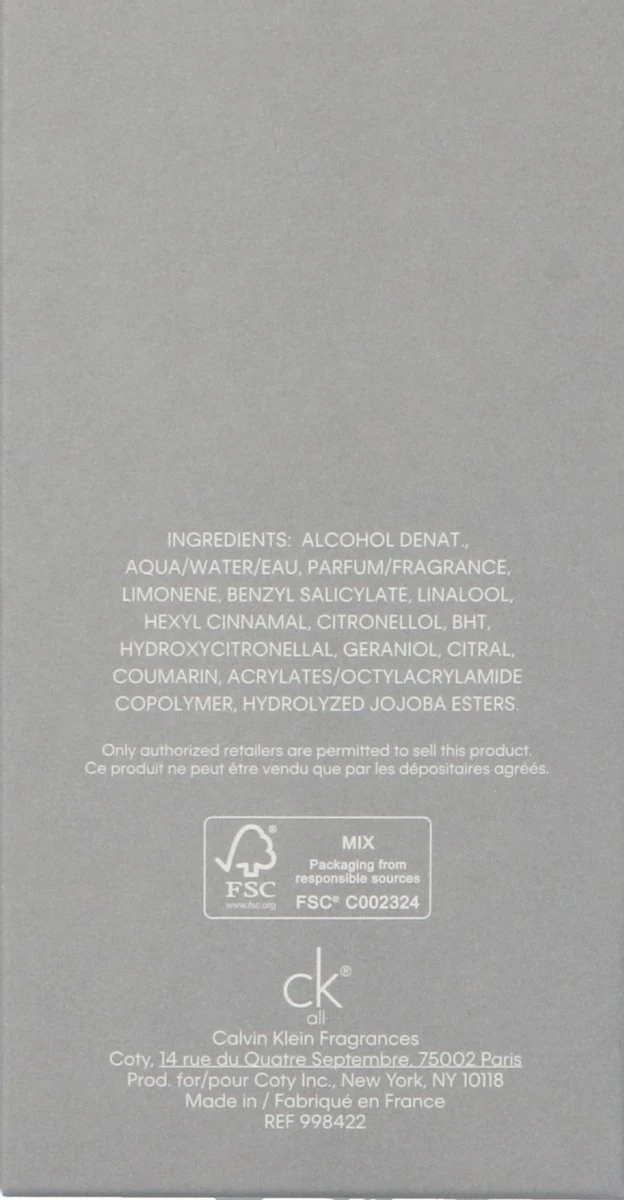 INGREDIENTS: ALCOHOL DENAT.,
AQUA/WATER/EAU, PARFUM/FRAGRANCE,
LIMONENE, BENZYL SALICYLATE, LINALOOL,
HEXYL CINNAMAL, CITRONELLOL, BHT,
HYDROXYCITRONELLAL, GERANIOL, CITRAL,
COUMARIN, ACRYLATES/OCTYLACRYLAMIDE
COPOLYMER, HYDROLYZED JOJOBA ESTERS.
Only authorized retailers are permitted to sell this product.
Ce produit ne peut être vendu que par les dépositaires agréés.
®
FSC
www.fsc.org
MIX
Packaging from
responsible sources
FSC® C002324
ck®
all
Calvin Klein Fragrances
Coty, 14 rue du Quatre Septembre, 75002 Paris
Prod. for/pour Coty Inc., New York, NY 10118
Made in / Fabriqué en France
REF 998422